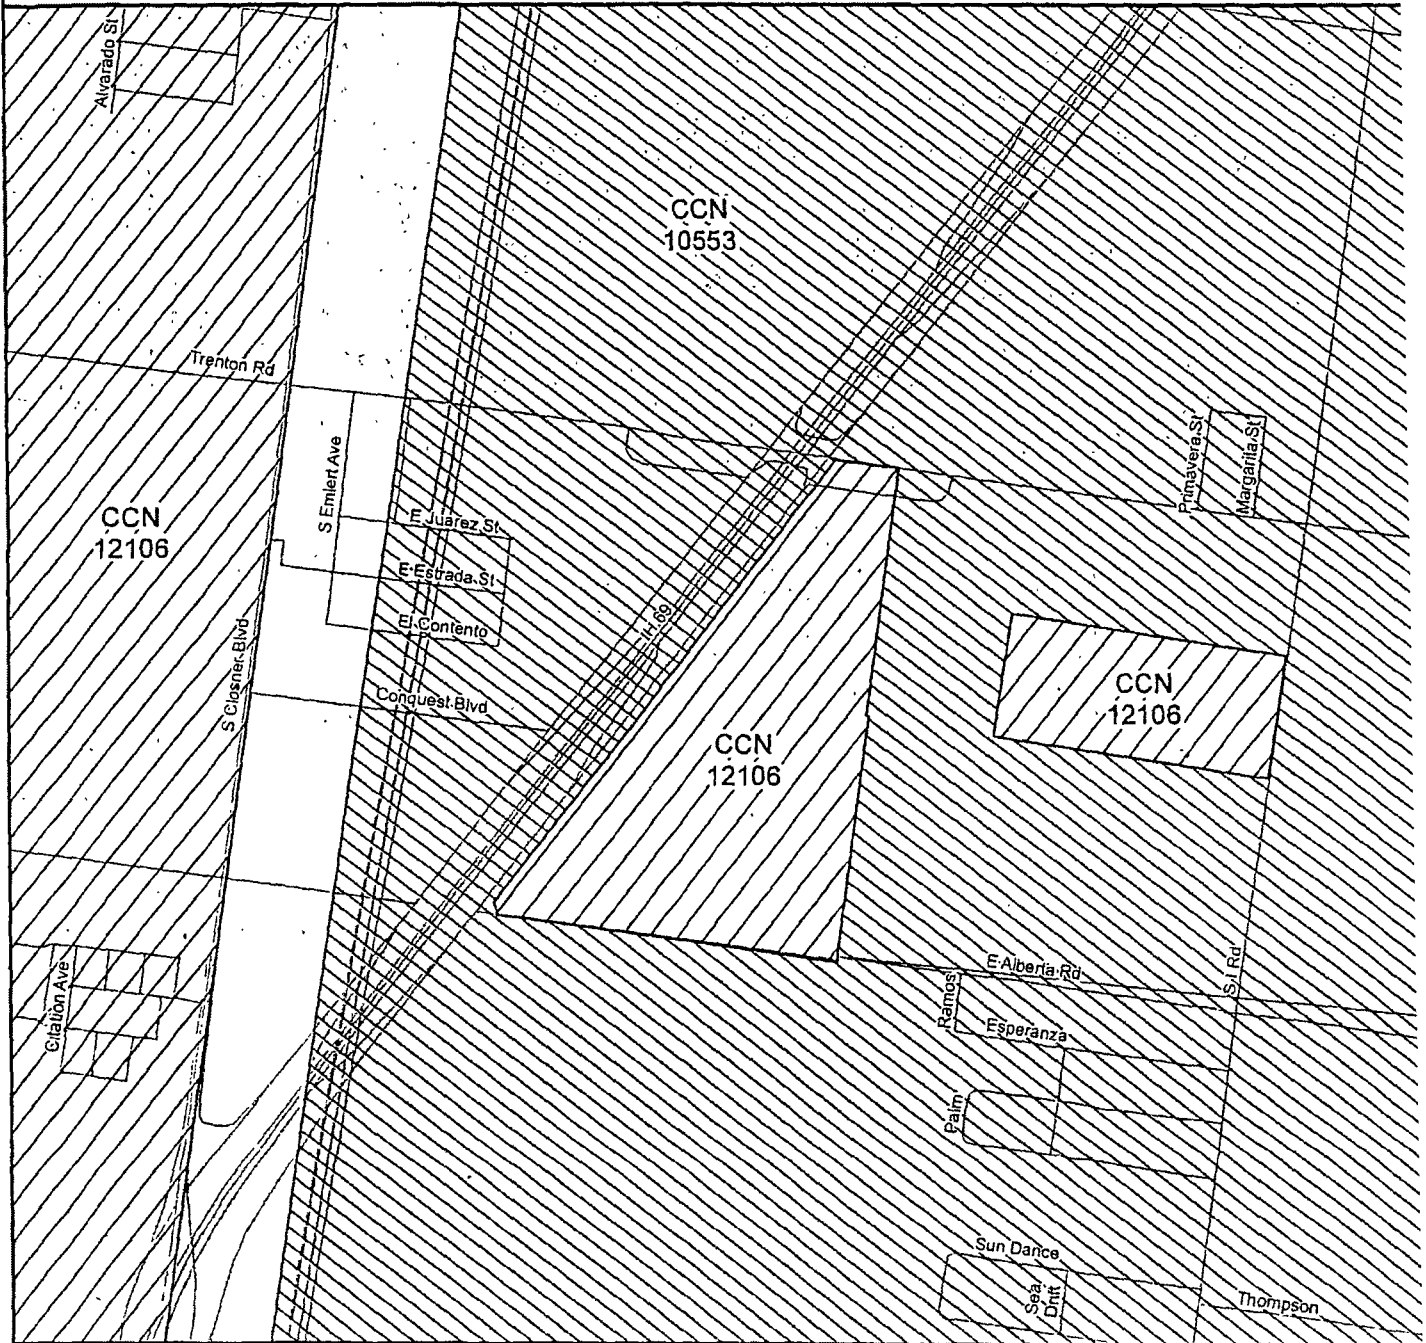 Alvarado St
CCN
10553
Trenton Rd
S Emlert Ave
Primavera St
Margarita St
CCN
12106
E Juarez St
E Estrada St
El Contento
IH 69
S Closner Blvd
Conquest Blvd
CCN
12106
CCN
12106
Citation Ave
E Alberta Rd
S I Rd
Ramos
Esperanza
Palm
Sun Dance
Sea
Drift
Thompson